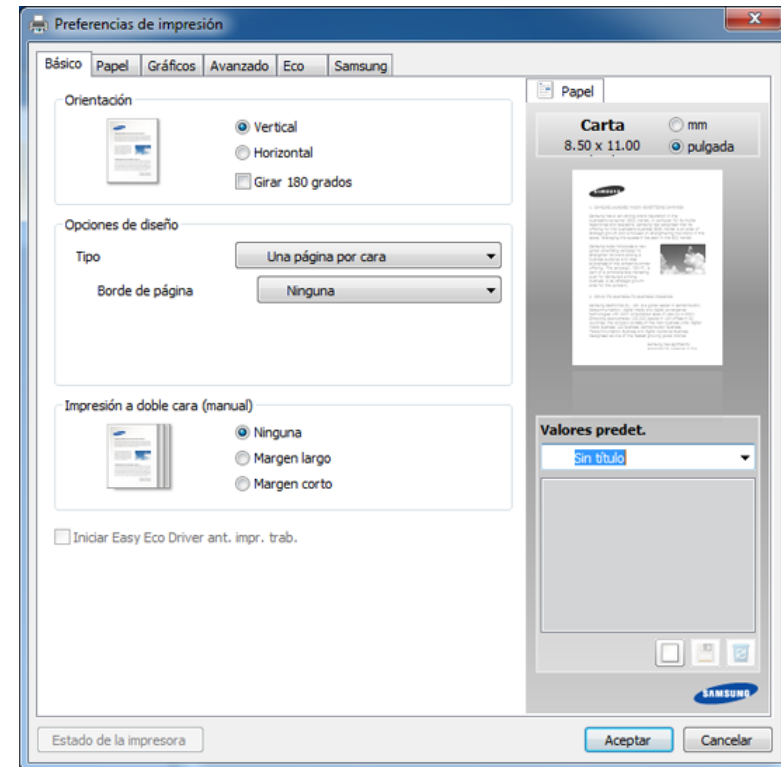 Preferencias de impresión
Básico Papel Gráficos Avanzado Eco Samsung
Orientación
Vertical
Horizontal
Girar 180 grados
Opciones de diseño
Tipo Una página por cara
Borde de página Ninguna
Impresión a doble cara (manual)
Ninguna
Margen largo
Margen corto
Iniciar Easy Eco Driver ant. impr. trab.
Papel
Carta mm
8.50 x 11.00 pulgada
SAMSUNG
Valores predet.
Sin título
SAMSUNG
Estado de la impresora Aceptar Cancelar